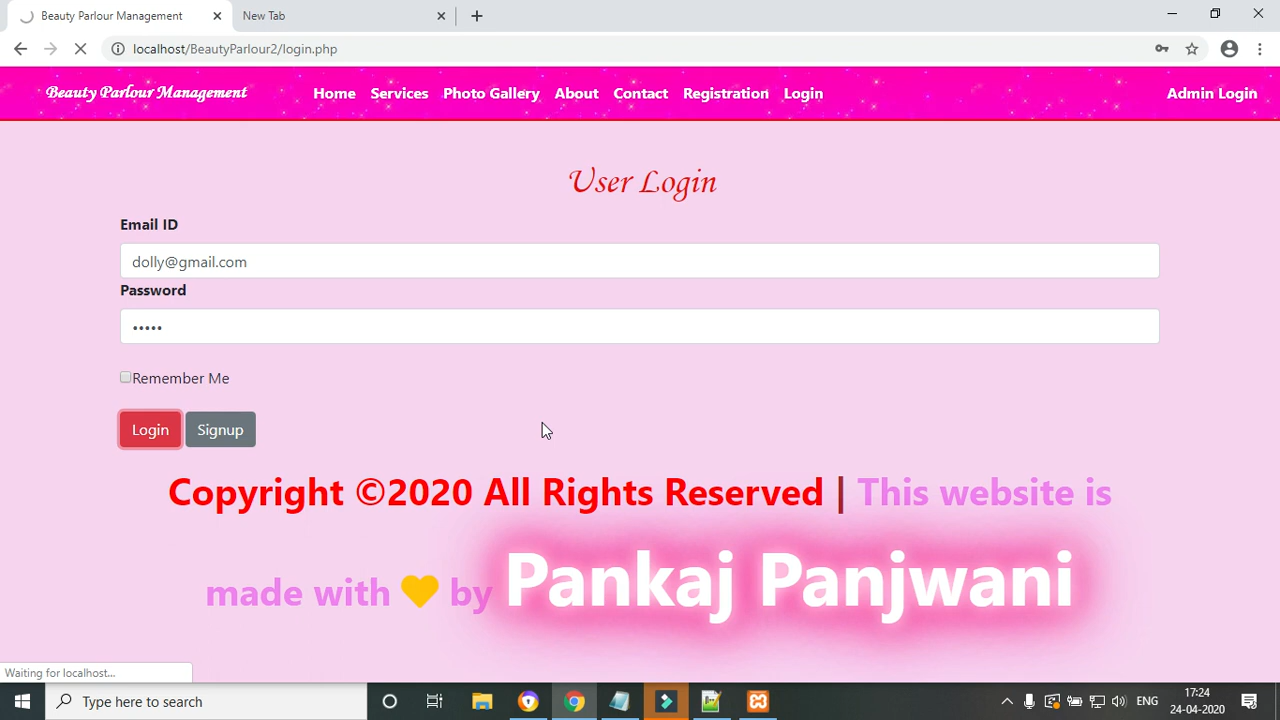 Beauty Parlour Management
New Tab
localhost/BeautyParlour2/login.php
Beauty Parlour Management Home Services Photo Gallery About Contact Registration Login Admin Login
User Login
Email ID
dolly@gmail.com
Password
•••••
Remember Me
Login Signup
Copyright ©2020 All Rights Reserved | This website is
made with by Pankaj Panjwani
Waiting for localhost...
Type here to search
ENG
17:24
24-04-2020